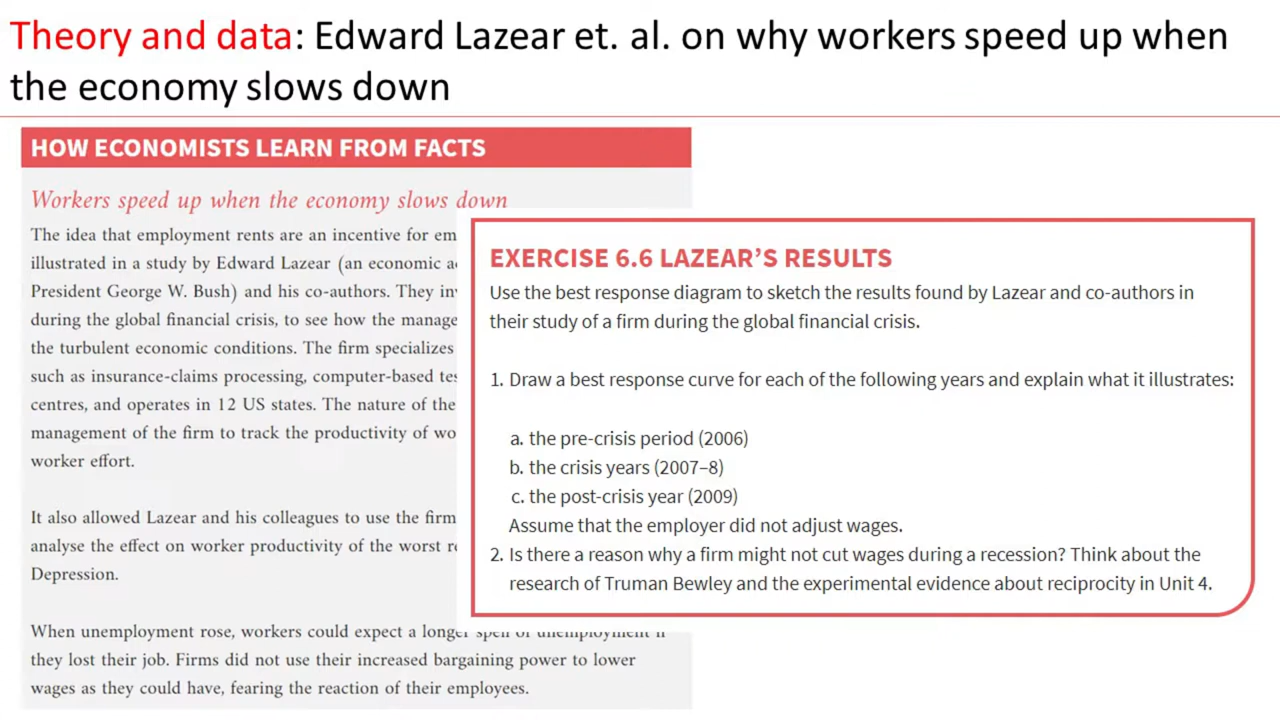 Theory and data: Edward Lazear et. al. on why workers speed up when
the economy slows down
HOW ECONOMISTS LEARN FROM FACTS
Workers speed up when the economy slows down
The idea that employment rents are an incentive for em
illustrated in a study by Edward Lazear (an economic a
President George W. Bush) and his co-authors. They in
during the global financial crisis, to see how the manage
the turbulent economic conditions. The firm specializes
such as insurance-claims processing, computer-based tes
centres, and operates in 12 US states. The nature of the
management of the firm to track the productivity of wo
worker effort.
It also allowed Lazear and his colleagues to use the firm
analyse the effect on worker productivity of the worst re
Depression.
When unemployment rose, workers could expect a longer spell of unemployment if
they lost their job. Firms did not use their increased bargaining power to lower
wages as they could have, fearing the reaction of their employees.
EXERCISE 6.6 LAZEAR'S RESULTS
Use the best response diagram to sketch the results found by Lazear and co-authors in
their study of a firm during the global financial crisis.
1. Draw a best response curve for each of the following years and explain what it illustrates:
a. the pre-crisis period (2006)
b. the crisis years (2007–8)
c. the post-crisis year (2009)
Assume that the employer did not adjust wages.
2. Is there a reason why a firm might not cut wages during a recession? Think about the
research of Truman Bewley and the experimental evidence about reciprocity in Unit 4.